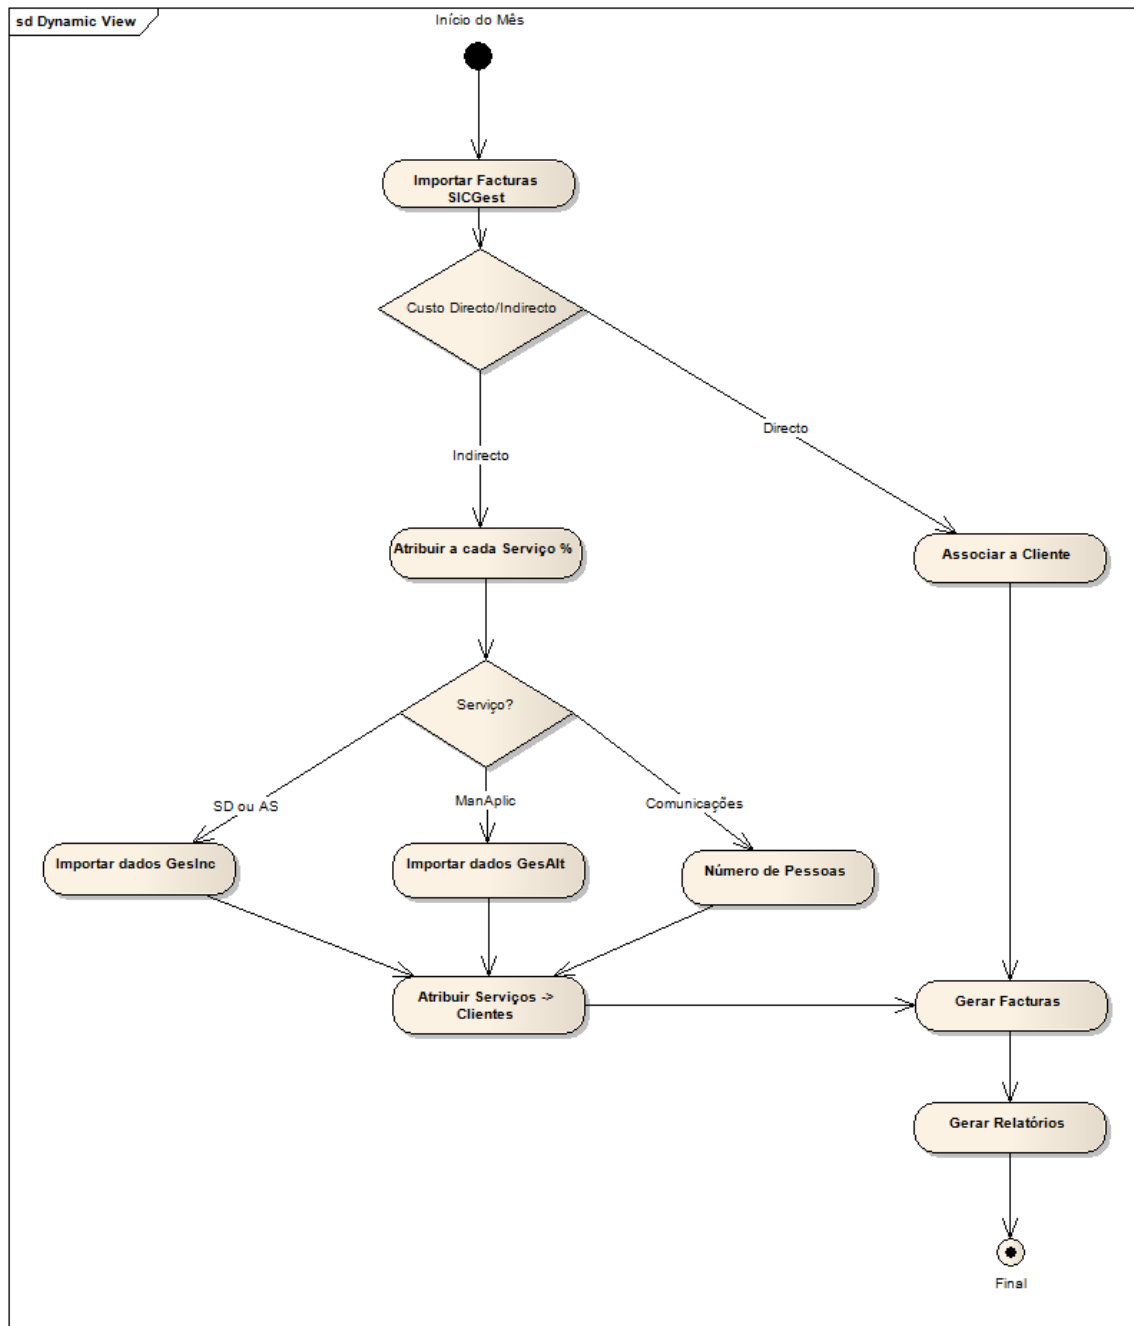 sd Dynamic View
Início do Mês
Importar Facturas
SICGest
Custo Directo/Indirecto
Directo
Indirecto
Atribuir a cada Serviço %
Associar a Cliente
Serviço?
SD ou AS
ManAplic
Comunicações
Importar dados GesInc
Importar dados GesAlt
Número de Pessoas
Atribuir Serviços ->
Clientes
Gerar Facturas
Gerar Relatórios
Final